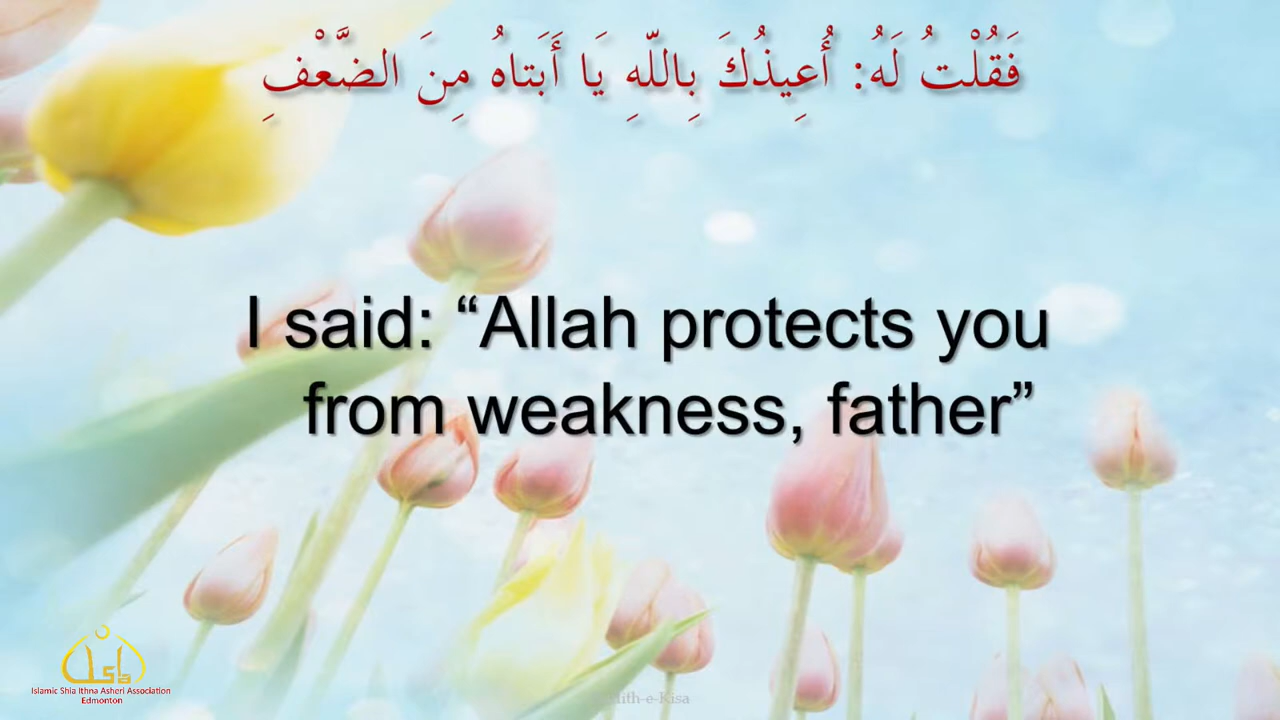 فَقُلْتُ لَهُ: أُعِيذُكَ بِاللّهِ يَا أَبَتاهُ مِنَ الضَّعْفِ
I said: “Allah protects you
from weakness, father”
Islamic Shia Ithna Asheri Association
Edmonton